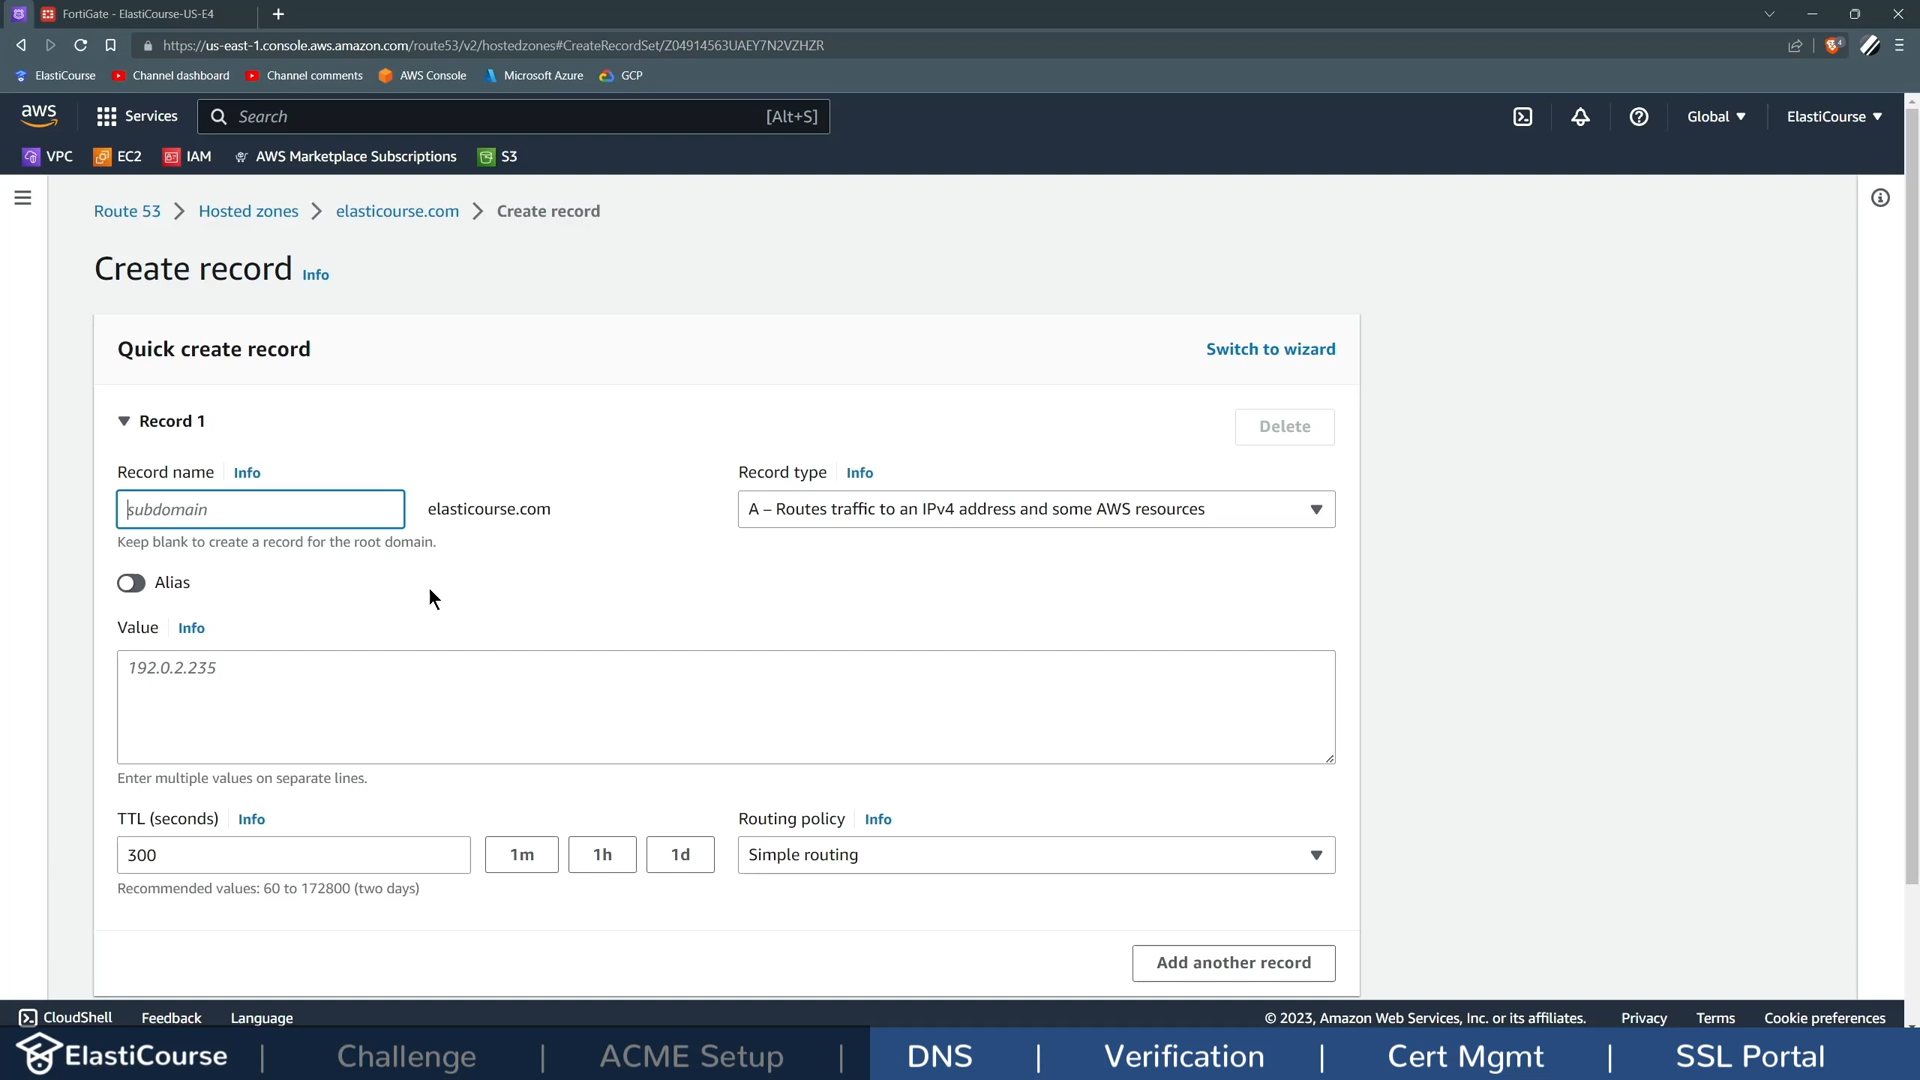 FortiGate - ElastiCourse-US-E4
https://us-east-1.console.aws.amazon.com/route53/v2/hostedzones#CreateRecordSet/Z04914563UAEY7N2VZHZR
ElastiCourse Channel dashboard Channel comments AWS Console Microsoft Azure GCP
aws Services Search [Alt+S] Global ElastiCourse
VPC EC2 IAM AWS Marketplace Subscriptions S3
Route 53 Hosted zones elasticourse.com Create record
Create record Info
Quick create record Switch to wizard
Record 1 Delete
Record name Info Record type Info
subdomain elasticourse.com A – Routes traffic to an IPv4 address and some AWS resources
Keep blank to create a record for the root domain.
Alias
Value Info
192.0.2.235
Enter multiple values on separate lines.
TTL (seconds) Info Routing policy Info
300 1m 1h 1d Simple routing
Recommended values: 60 to 172800 (two days)
Add another record
CloudShell Feedback Language © 2023, Amazon Web Services, Inc. or its affiliates. Privacy Terms Cookie preferences
ElastiCourse | Challenge | ACME Setup | DNS | Verification | Cert Mgmt | SSL Portal